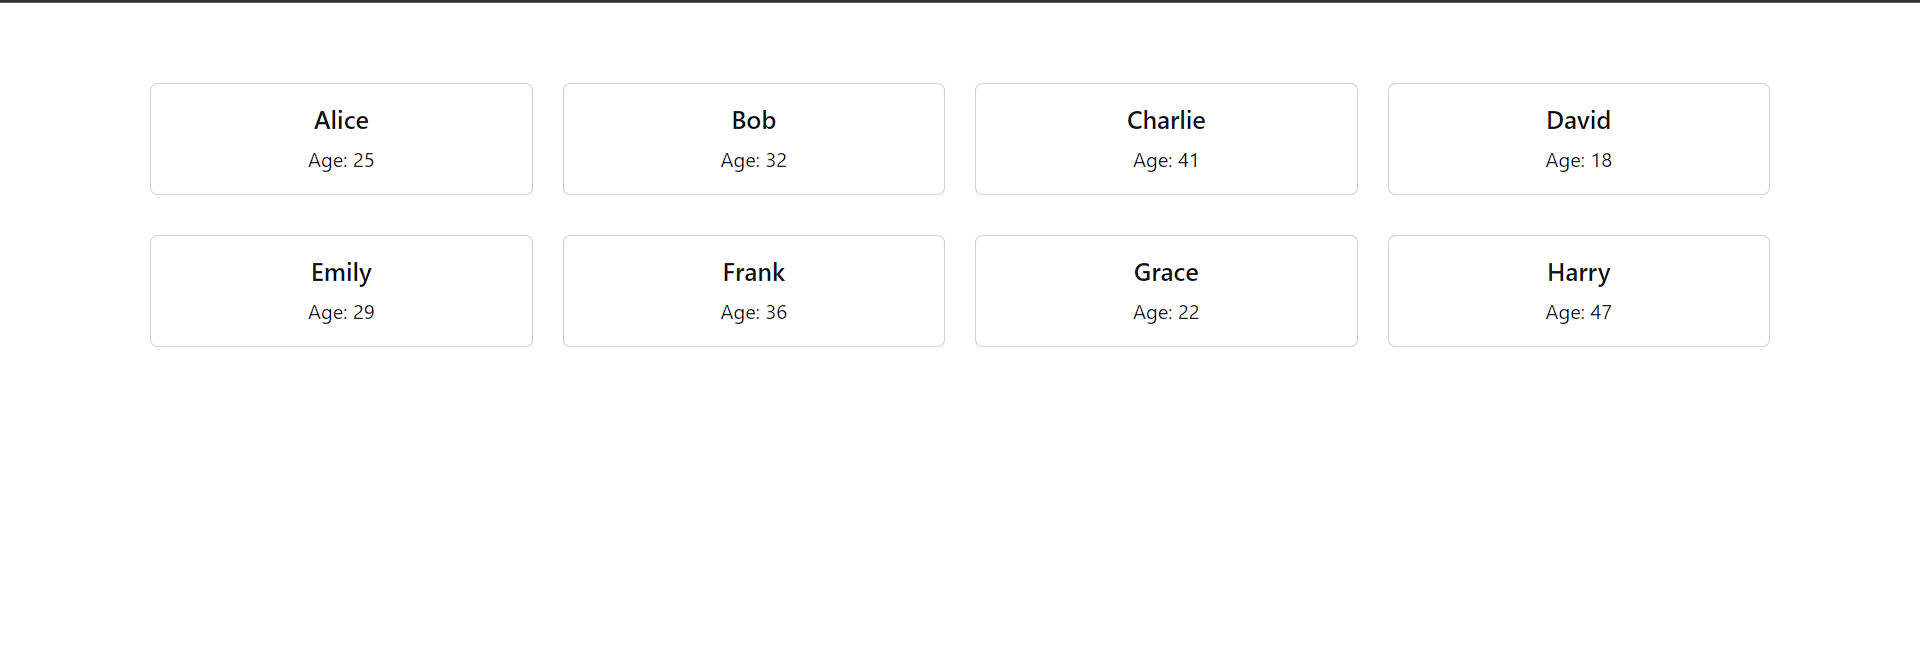 Alice
Age: 25
Bob
Age: 32
Charlie
Age: 41
David
Age: 18
Emily
Age: 29
Frank
Age: 36
Grace
Age: 22
Harry
Age: 47